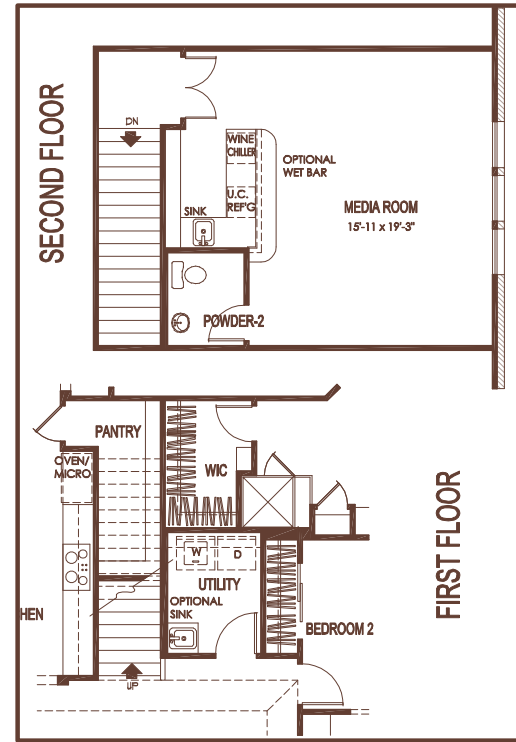 SECOND FLOOR
DN
WINE
CHILLER
OPTIONAL
WET BAR
U.C.
REF'G
SINK
MEDIA ROOM
15'-11 x 19'-3"
POWDER-2
PANTRY
OVEN/
MICRO
WIC
FIRST FLOOR
W
D
UTILITY
OPTIONAL
SINK
HEN
BEDROOM 2
UP